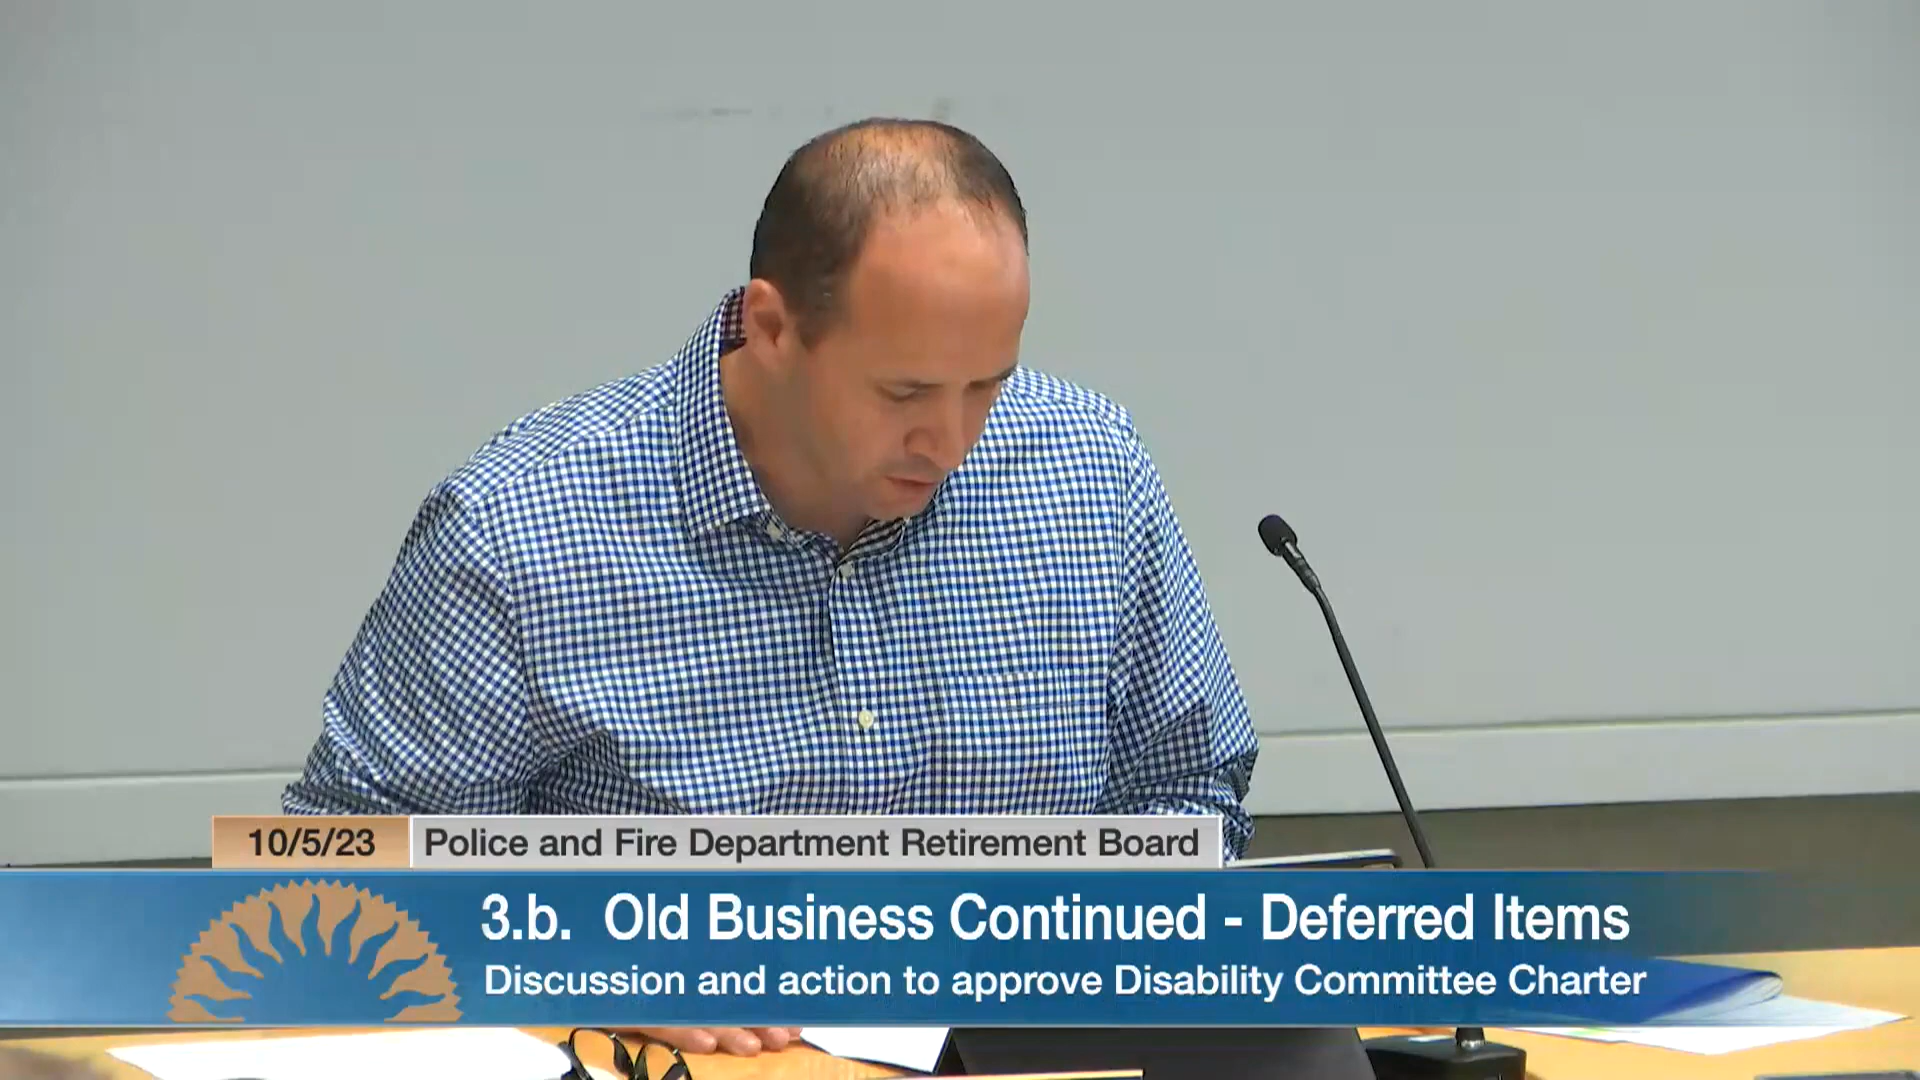 10/5/23 Police and Fire Department Retirement Board
3.b. Old Business Continued - Deferred Items
Discussion and action to approve Disability Committee Charter